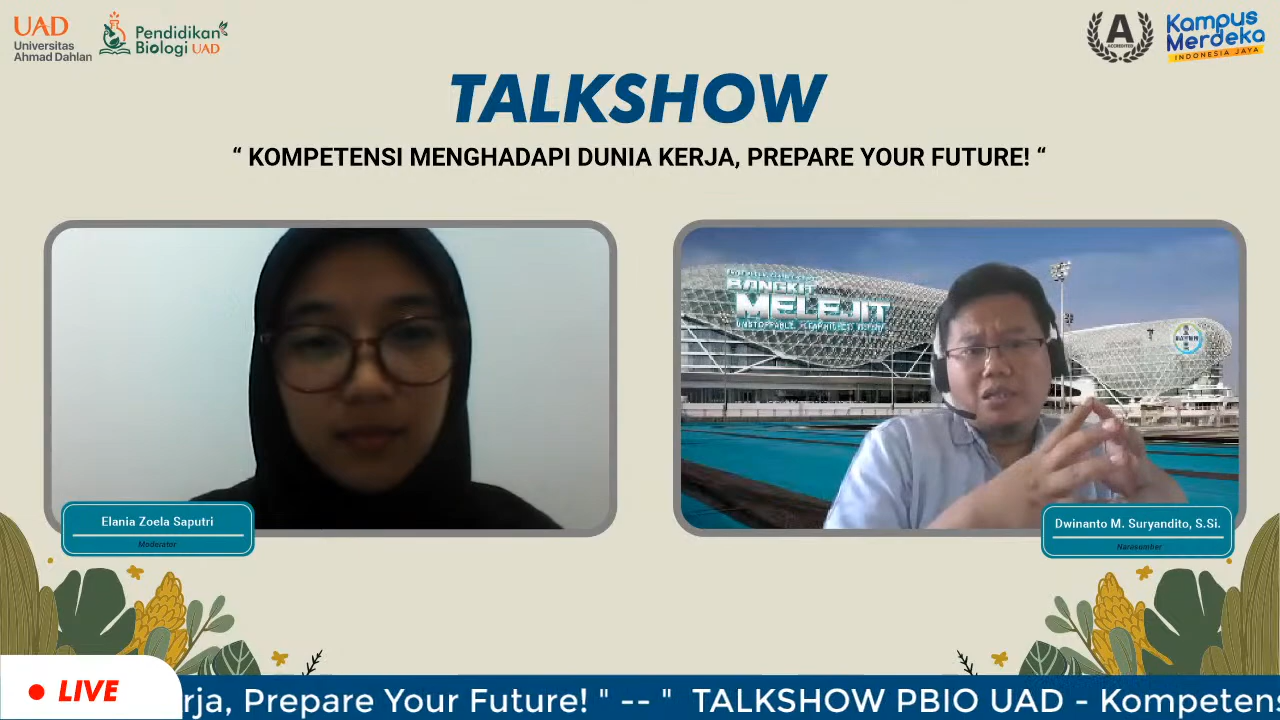 UAD
Universitas
Ahmad Dahlan
Pendidikan
Biologi UAD
A
ACCREDITED
Kampus
Merdeka
INDONESIA JAYA
TALKSHOW
“ KOMPETENSI MENGHADAPI DUNIA KERJA, PREPARE YOUR FUTURE! “
BANGKIT
MELEJIT
BAYER
Elania Zoela Saputri
Moderator
Dwinanto M. Suryandito, S.Si.
Narasumber
LIVE
rja, Prepare Your Future! " -- " TALKSHOW PBIO UAD - Kompetens